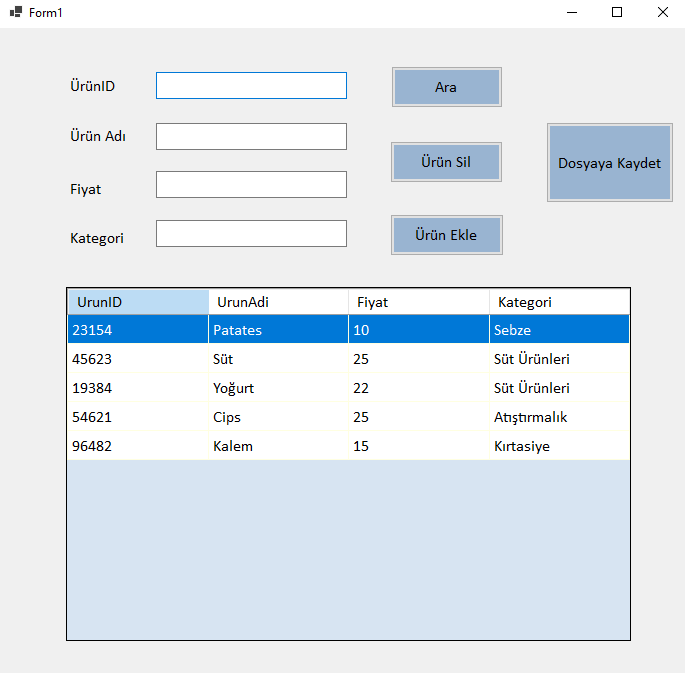 Form1
ÜrünID
Ara
Ürün Adı
Ürün Sil
Dosyaya Kaydet
Fiyat
Kategori
Ürün Ekle
UrunID UrunAdi Fiyat Kategori
23154 Patates 10 Sebze
45623 Süt 25 Süt Ürünleri
19384 Yoğurt 22 Süt Ürünleri
54621 Cips 25 Atıştırmalık
96482 Kalem 15 Kırtasiye